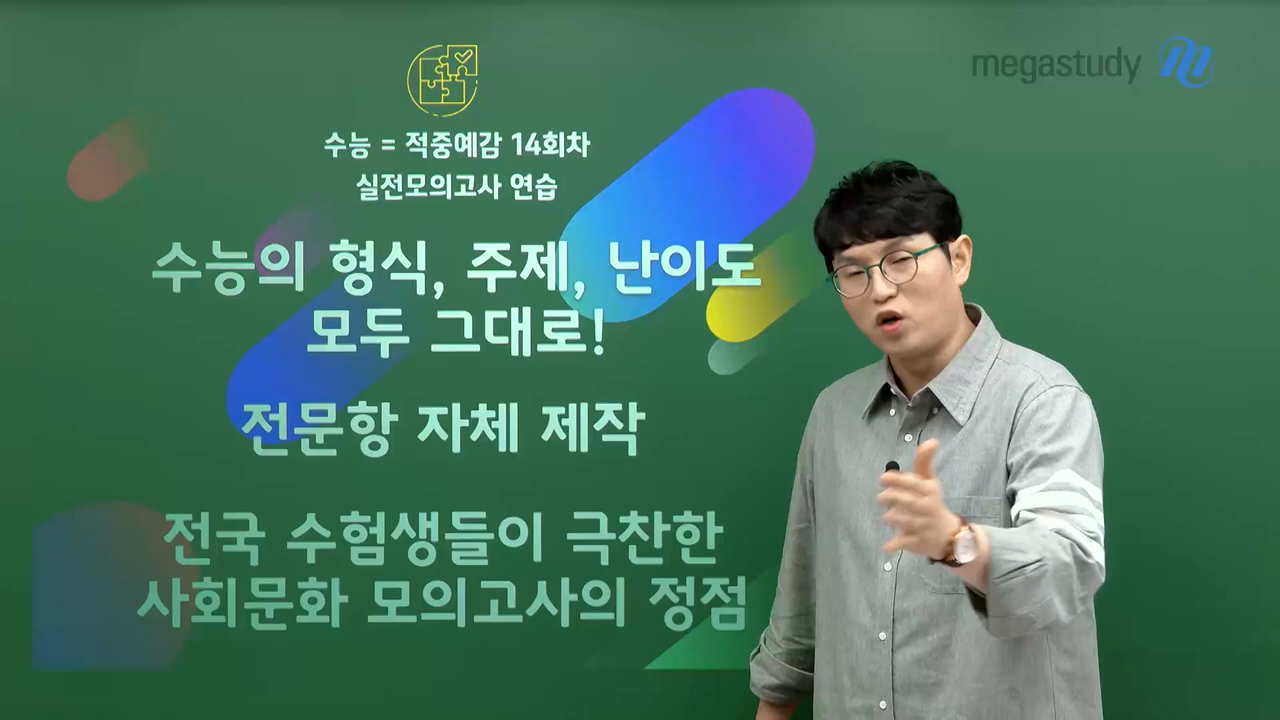 megastudy
수능 = 적중예감 14회차
실전모의고사 연습
수능의 형식, 주제, 난이도
모두 그대로!
전문항 자체 제작
전국 수험생들이 극찬한
사회문화 모의고사의 정점